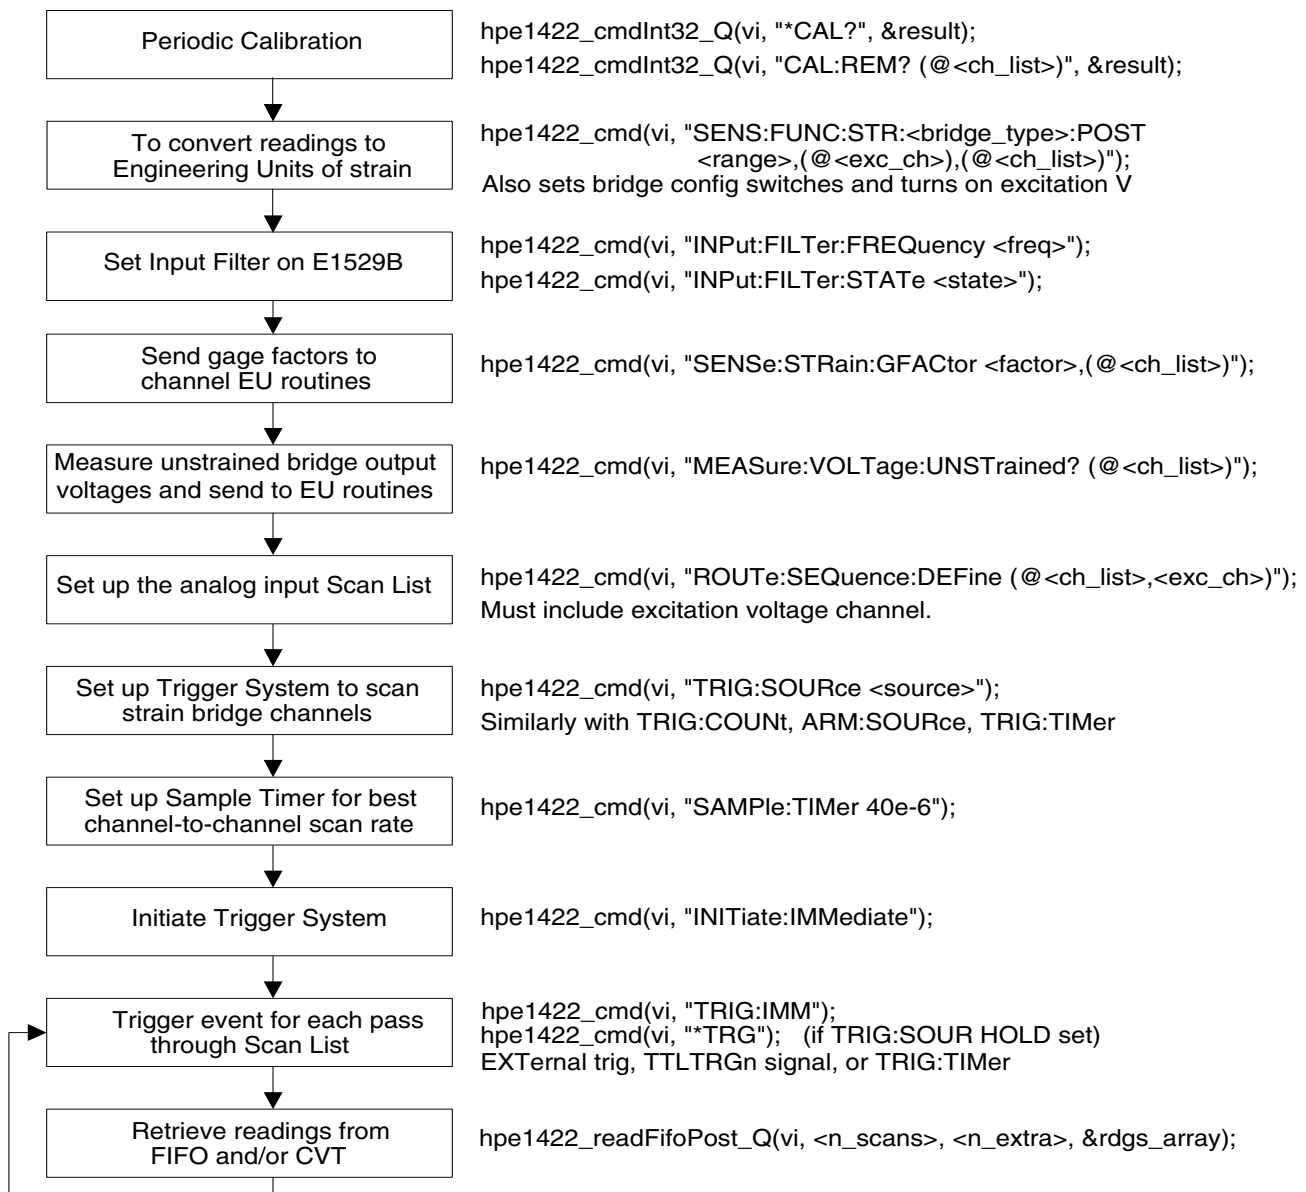 Periodic Calibration
hpe1422_cmdInt32_Q(vi, "*CAL?", &result);
hpe1422_cmdInt32_Q(vi, "CAL:REM? (@<ch_list>)", &result);
To convert readings to
Engineering Units of strain
hpe1422_cmd(vi, "SENS:FUNC:STR:<bridge_type>:POST
<range>,(@<exc_ch>),(@<ch_list>)");
Also sets bridge config switches and turns on excitation V
Set Input Filter on E1529B
hpe1422_cmd(vi, "INPut:FILTer:FREQuency <freq>");
hpe1422_cmd(vi, "INPut:FILTer:STATe <state>");
Send gage factors to
channel EU routines
hpe1422_cmd(vi, "SENSe:STRain:GFACtor <factor>,(@<ch_list>)");
Measure unstrained bridge output
voltages and send to EU routines
hpe1422_cmd(vi, "MEASure:VOLTage:UNSTrained? (@<ch_list>)");
Set up the analog input Scan List
hpe1422_cmd(vi, "ROUTe:SEQuence:DEFine (@<ch_list>,<exc_ch>)");
Must include excitation voltage channel.
Set up Trigger System to scan
strain bridge channels
hpe1422_cmd(vi, "TRIG:SOURce <source>");
Similarly with TRIG:COUNt, ARM:SOURce, TRIG:TIMer
Set up Sample Timer for best
channel-to-channel scan rate
hpe1422_cmd(vi, "SAMPle:TIMer 40e-6");
Initiate Trigger System
hpe1422_cmd(vi, "INITiate:IMMediate");
Trigger event for each pass
through Scan List
hpe1422_cmd(vi, "TRIG:IMM");
hpe1422_cmd(vi, "*TRG"); (if TRIG:SOUR HOLD set)
EXTernal trig, TTLTRGn signal, or TRIG:TIMer
Retrieve readings from
FIFO and/or CVT
hpe1422_readFifoPost_Q(vi, <n_scans>, <n_extra>, &rdgs_array);